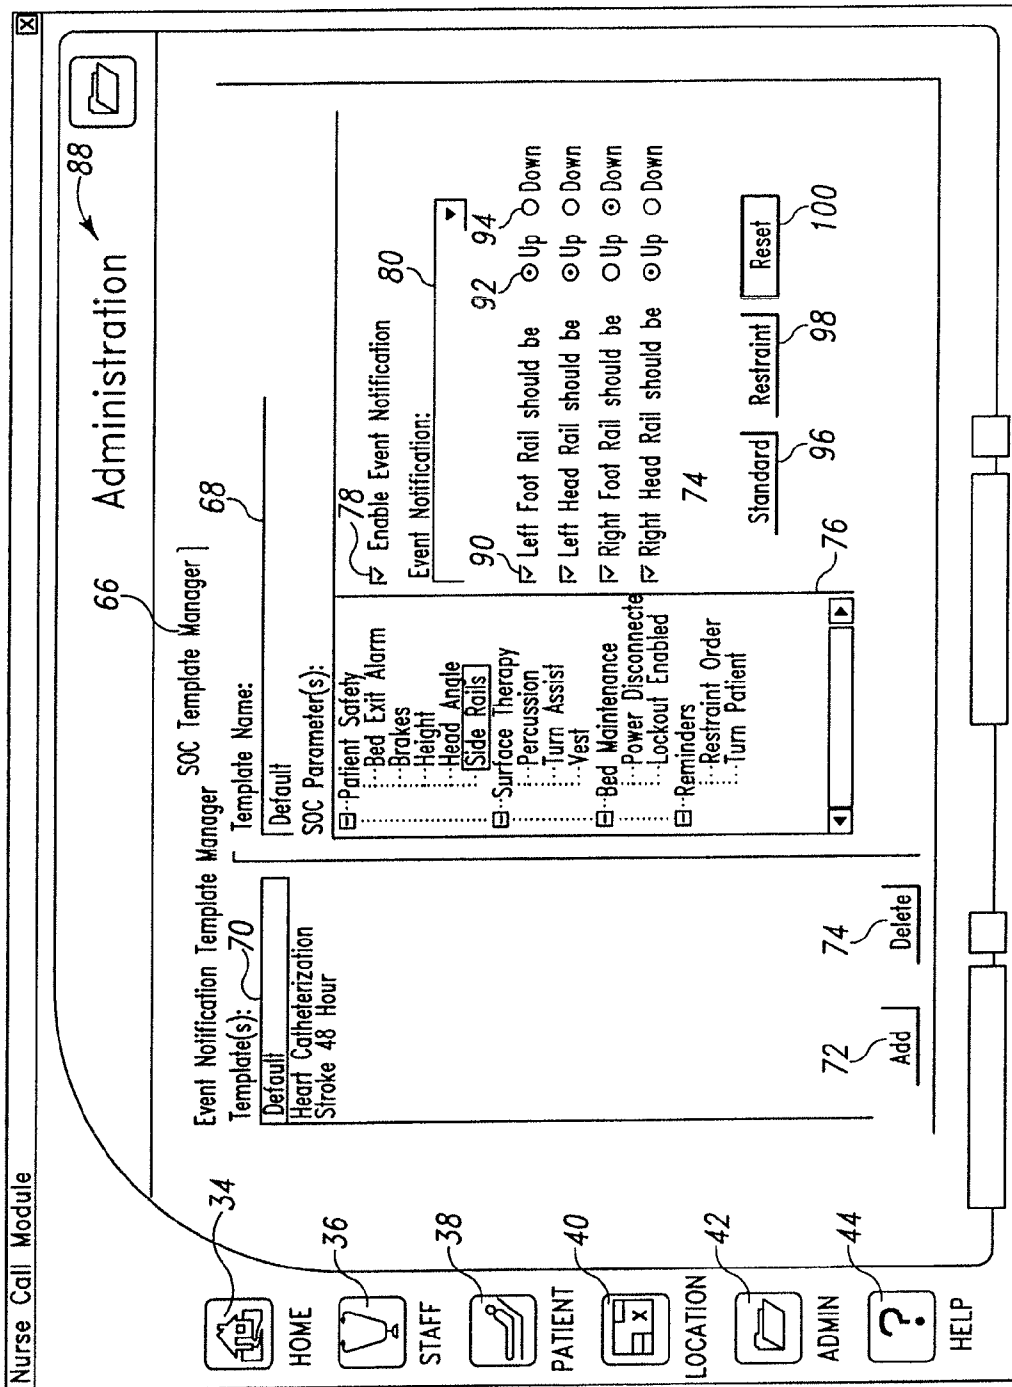 Nurse Call Module
X
Administration
88
34
HOME
36
STAFF
38
PATIENT
40
X
LOCATION
42
ADMIN
44
?
HELP
66
Event Notification Template Manager
SOC Template Manager
Template(s):
70
Default
Heart Catheterization
Stroke 48 Hour
72
Add
74
Delete
Template Name:
68
Default
SOC Parameter(s):
Patient Safety
Bed Exit Alarm
Brakes
Height
Head Angle
Side Rails
Surface Therapy
Percussion
Turn Assist
Vest
Bed Maintenance
Power Disconnecte
Lockout Enabled
Reminders
Restraint Order
Turn Patient
76
78
Enable Event Notification
Event Notification:
80
90
92
94
Left Foot Rail should be Up Down
Left Head Rail should be Up Down
Right Foot Rail should be Up Down
Right Head Rail should be Up Down
74
Standard
Restraint
Reset
96
98
100